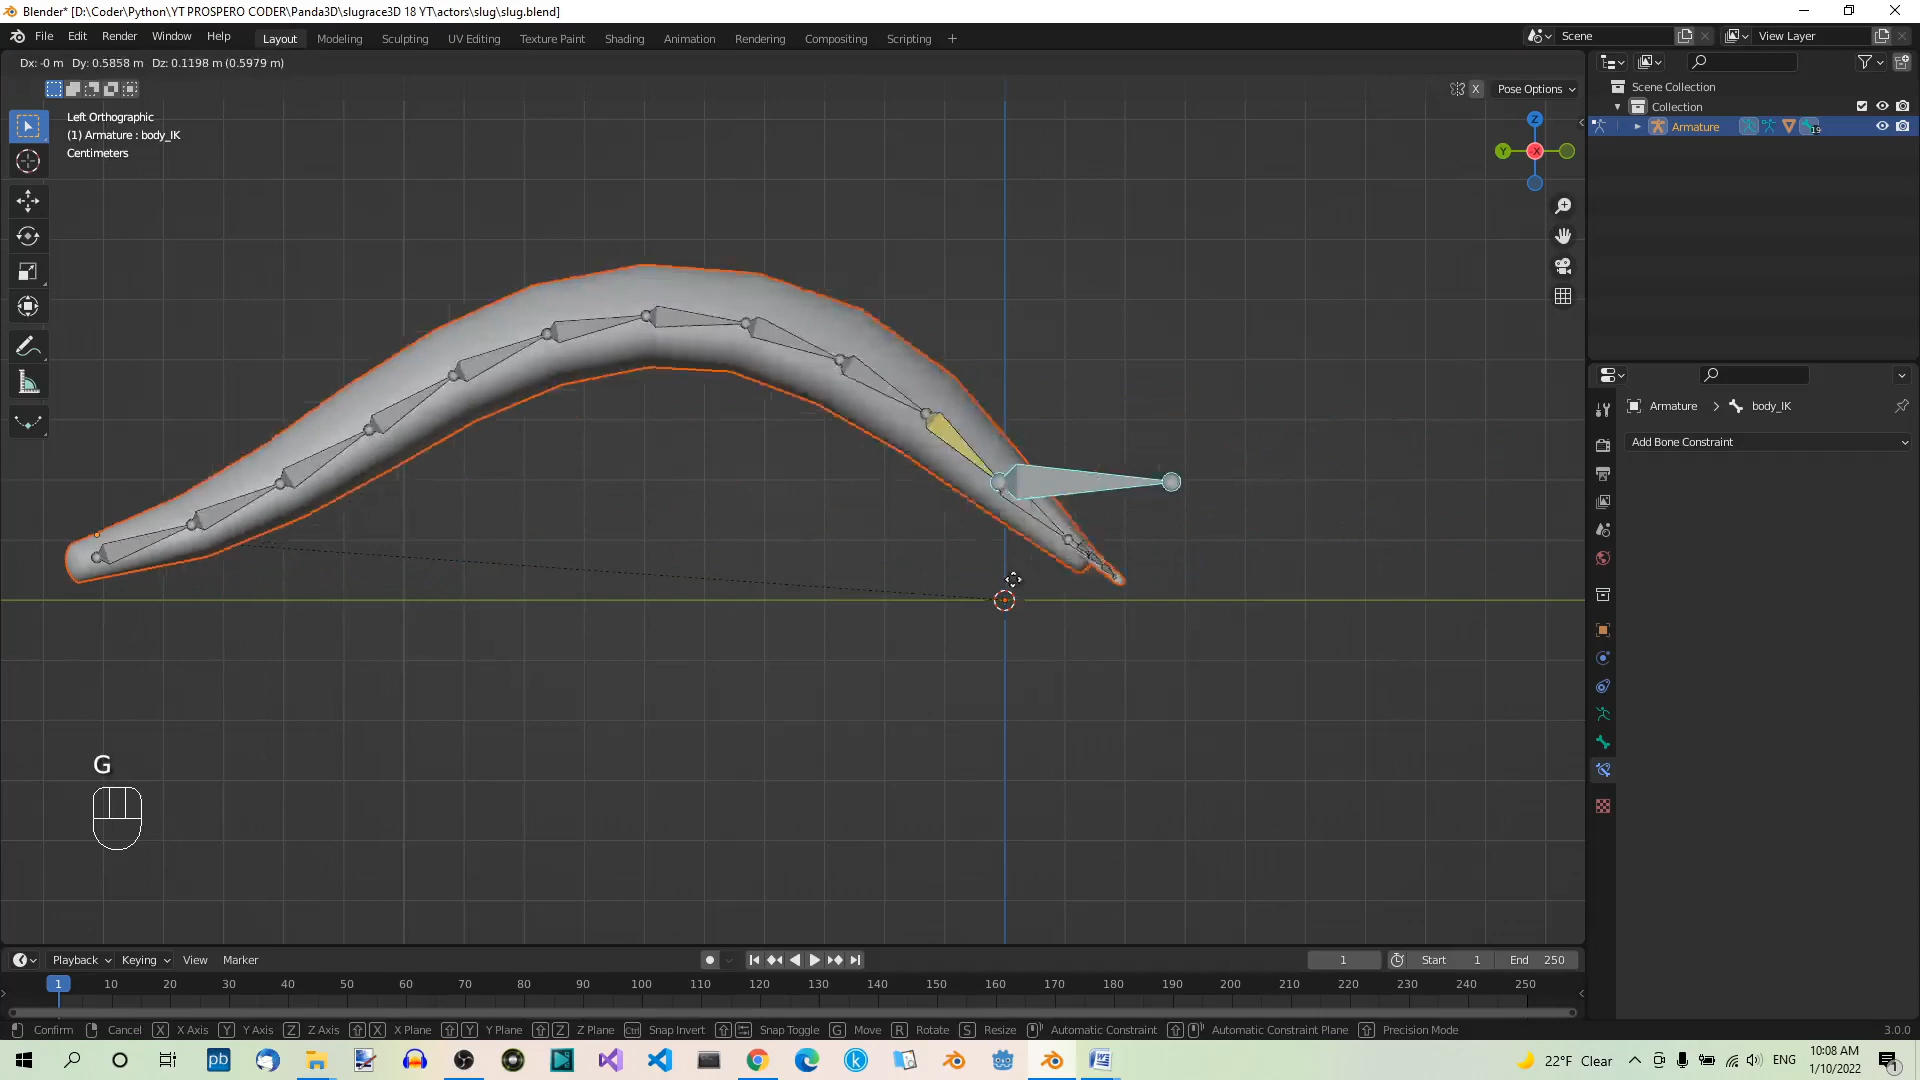 Blender* [D:\Coder\Python\YT PROSPERO CODER\Panda3D\slugrace3D 18 YT\actors\slug\slug.blend]
File Edit Render Window Help Layout Modeling Sculpting UV Editing Texture Paint Shading Animation Rendering Compositing Scripting + Scene View Layer
Dx: -0 m Dy: 0.5858 m Dz: 0.1198 m (0.5979 m)
X Pose Options
Left Orthographic
(1) Armature : body_IK
Centimeters
Z
Y
X
Scene Collection
Collection
Armature 19
Armature > body_IK
Add Bone Constraint
G
Playback Keying View Marker 1 Start 1 End 250
1 10 20 30 40 50 60 70 80 90 100 110 120 130 140 150 160 170 180 190 200 210 220 230 240 250
Confirm Cancel X X Axis Y Y Axis Z Z Axis X X Plane Y Y Plane Z Z Plane Ctrl Snap Invert Snap Toggle G Move R Rotate S Resize Automatic Constraint Automatic Constraint Plane Precision Mode 3.0.0
pb 22°F Clear ENG 10:08 AM
1/10/2022
1